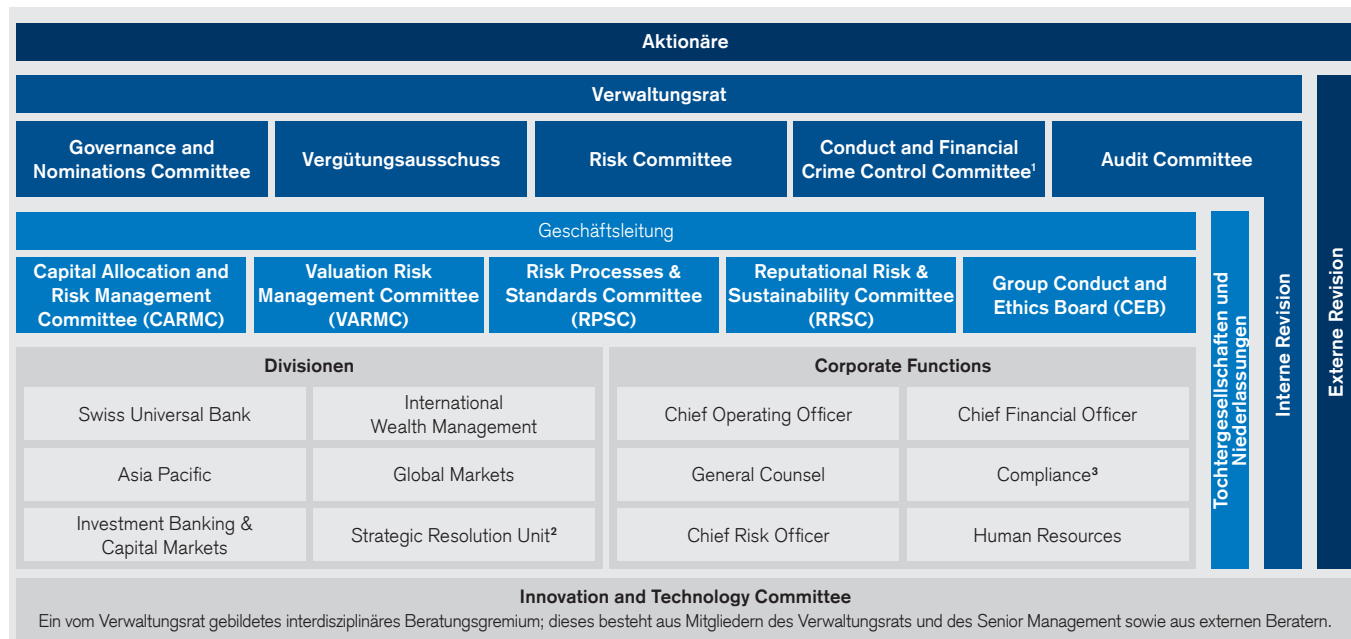 Aktionäre
Verwaltungsrat
Governance and
Nominations Committee
Vergütungsausschuss
Risk Committee
Conduct and Financial
Crime Control Committee¹
Audit Committee
Geschäftsleitung
Capital Allocation and
Risk Management
Committee (CARMC)
Valuation Risk
Management Committee
(VARMC)
Risk Processes &
Standards Committee
(RPSC)
Reputational Risk &
Sustainability Committee
(RRSC)
Group Conduct and
Ethics Board (CEB)
Divisionen
Swiss Universal Bank
International
Wealth Management
Asia Pacific
Global Markets
Investment Banking &
Capital Markets
Strategic Resolution Unit²
Corporate Functions
Chief Operating Officer
Chief Financial Officer
General Counsel
Compliance³
Chief Risk Officer
Human Resources
Tochtergesellschaften und
Niederlassungen
Interne Revision
Externe Revision
Innovation and Technology Committee
Ein vom Verwaltungsrat gebildetes interdisziplinäres Beratungsgremium; dieses besteht aus Mitgliedern des Verwaltungsrats und des Senior Management sowie aus externen Beratern.